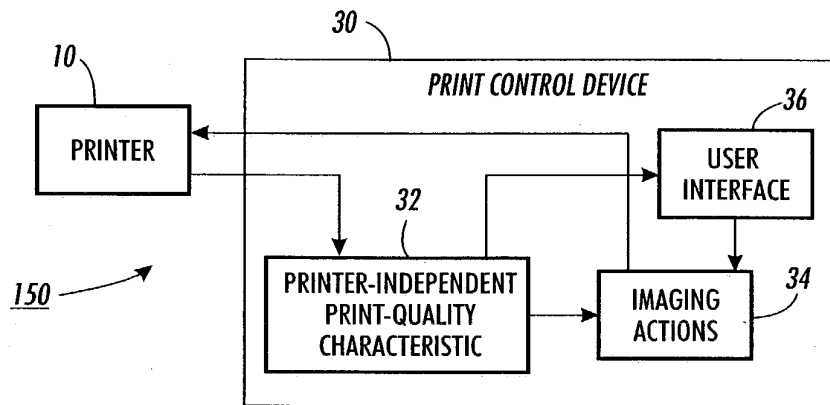 30
10
PRINT CONTROL DEVICE
36
PRINTER
USER
INTERFACE
32
PRINTER-INDEPENDENT
PRINT-QUALITY
CHARACTERISTIC
IMAGING
ACTIONS
34
150